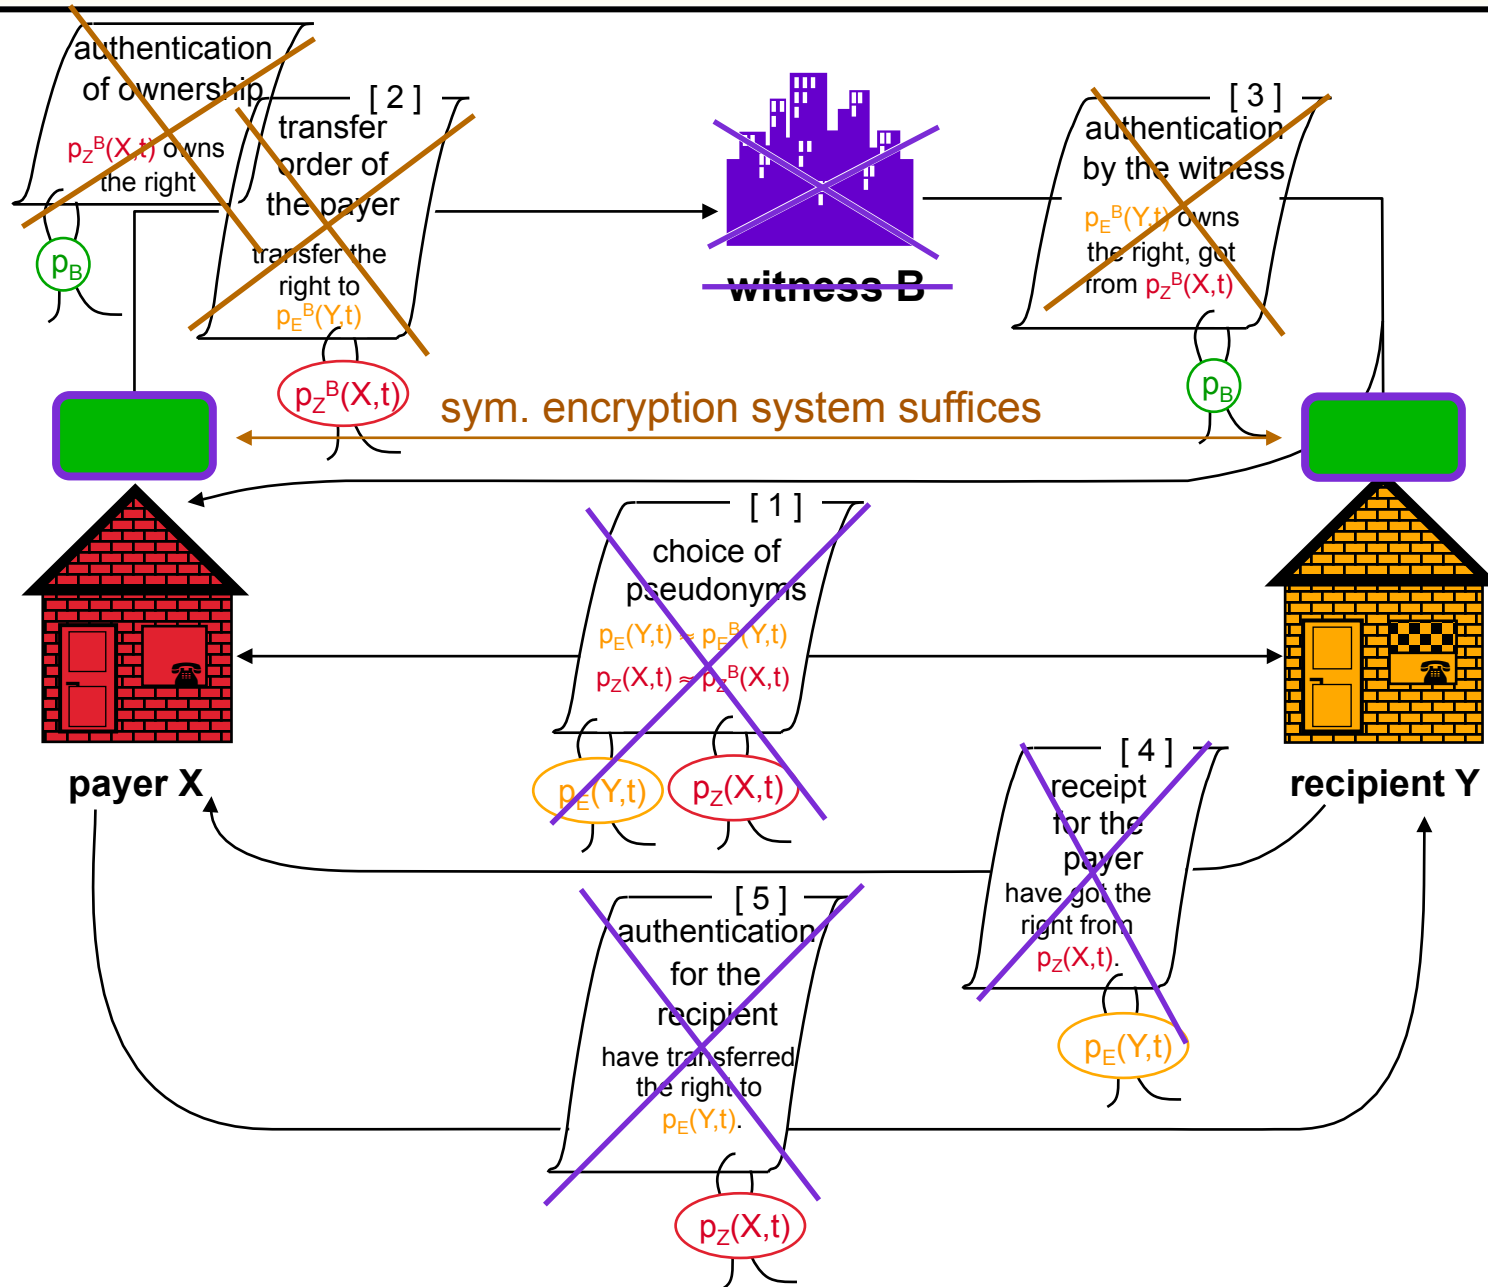 authentication
of ownership
p_Z^B(X,t) owns
the right
p_B
[ 2 ]
transfer
order of
the payer
transfer the
right to
p_E^B(Y,t)
p_Z^B(X,t)
witness B
[ 3 ]
authentication
by the witness
p_E^B(Y,t) owns
the right, got
from p_Z^B(X,t)
p_B
sym. encryption system suffices
[ 1 ]
choice of
pseudonyms
p_E(Y,t) ≈ p_E^B(Y,t)
p_Z(X,t) ≈ p_Z^B(X,t)
p_E(Y,t)
p_Z(X,t)
payer X
recipient Y
[ 4 ]
receipt
for the
payer
have got the
right from
p_Z(X,t).
p_E(Y,t)
[ 5 ]
authentication
for the
recipient
have transferred
the right to
p_E(Y,t).
p_Z(X,t)